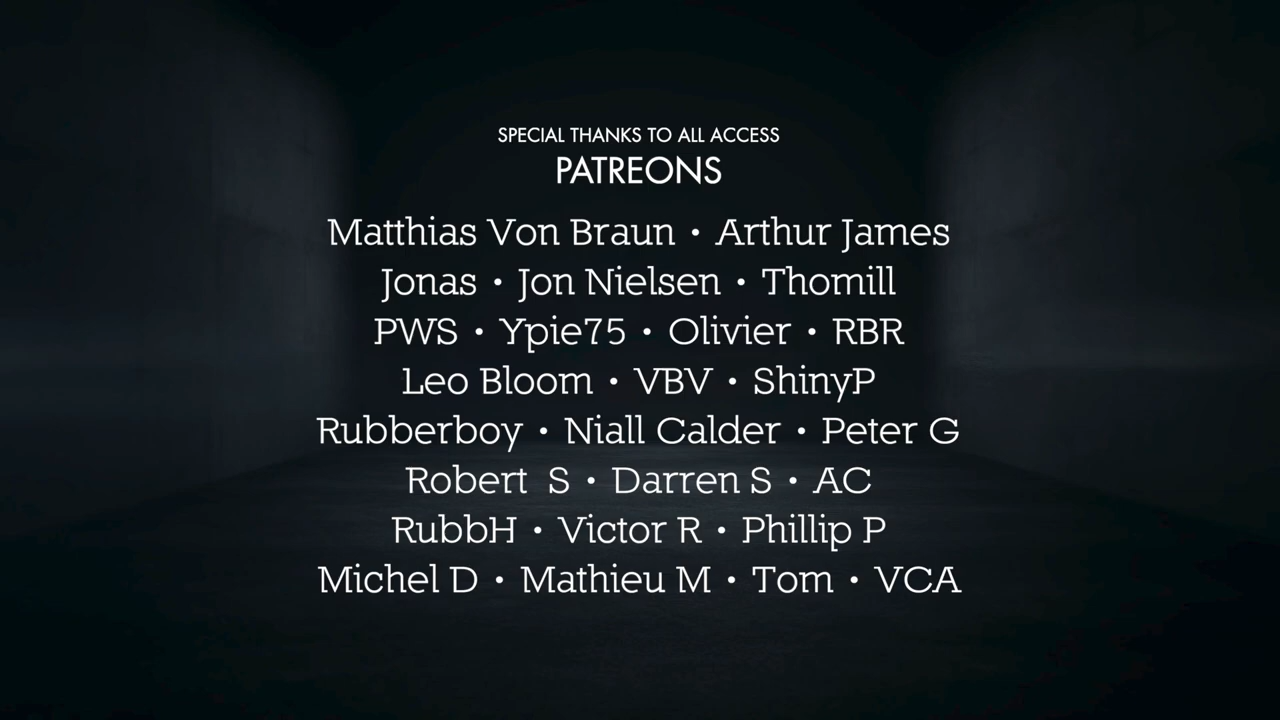 SPECIAL THANKS TO ALL ACCESS
PATREONS
Matthias Von Braun • Arthur James
Jonas • Jon Nielsen • Thomill
PWS • Ypie75 • Olivier • RBR
Leo Bloom • VBV • ShinyP
Rubberboy • Niall Calder • Peter G
Robert S • Darren S • AC
RubbH • Victor R • Phillip P
Michel D • Mathieu M • Tom • VCA